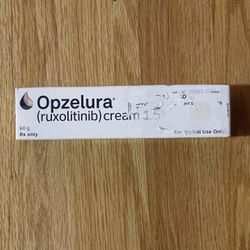 Opzelura®
(ruxolitinib) cream 1.5
60 g
Rx only
For Topical Use Only